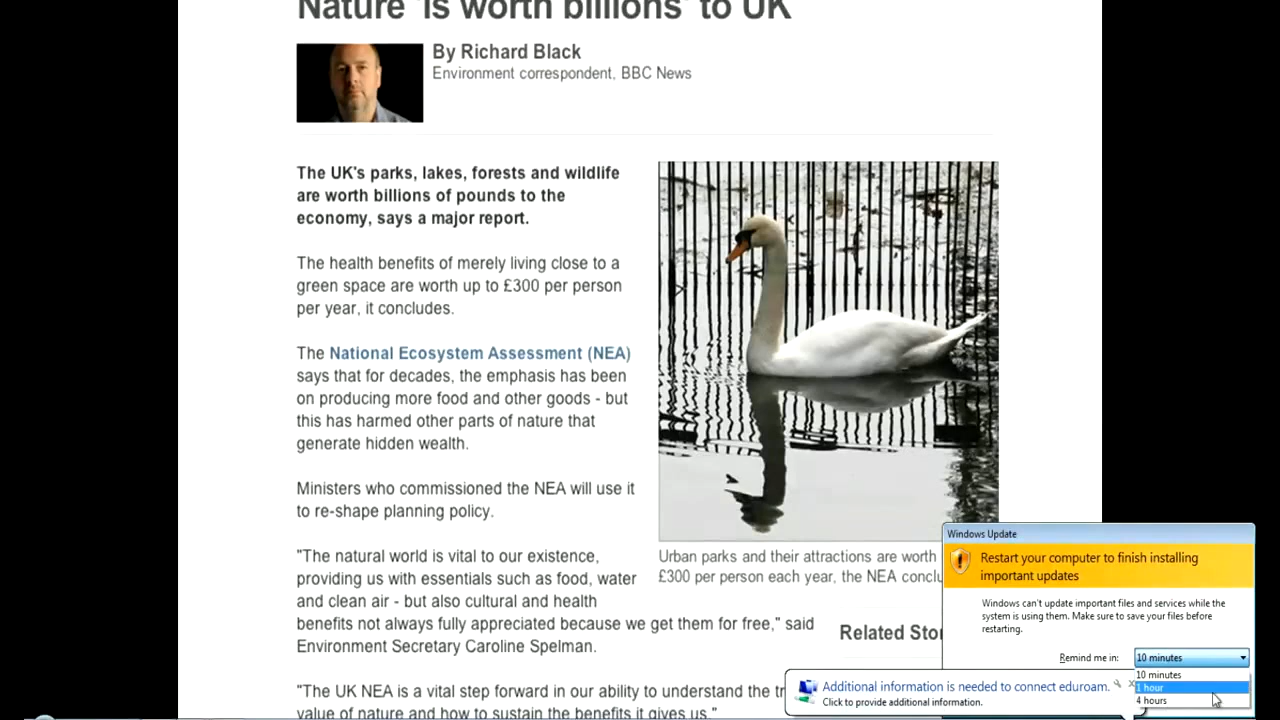 Nature 'is worth billions' to UK
By Richard Black
Environment correspondent, BBC News
The UK's parks, lakes, forests and wildlife
are worth billions of pounds to the
economy, says a major report.
The health benefits of merely living close to a
green space are worth up to £300 per person
per year, it concludes.
The National Ecosystem Assessment (NEA)
says that for decades, the emphasis has been
on producing more food and other goods - but
this has harmed other parts of nature that
generate hidden wealth.
Ministers who commissioned the NEA will use it
to re-shape planning policy.
"The natural world is vital to our existence,
providing us with essentials such as food, water
and clean air - but also cultural and health
benefits not always fully appreciated because we get them for free," said
Environment Secretary Caroline Spelman.
"The UK NEA is a vital step forward in our ability to understand the
value of nature and how to sustain the benefits it gives us."
Urban parks and their attractions are worth
£300 per person each year, the NEA
Related
Windows Update
Restart your computer to finish installing
important updates
Windows can't update important files and services while the
system is using them. Make sure to save your files before
restarting.
Remind me in: 10 minutes
10 minutes
1 hour
4 hours
Additional information is needed to connect eduroam.
Click to provide additional information.